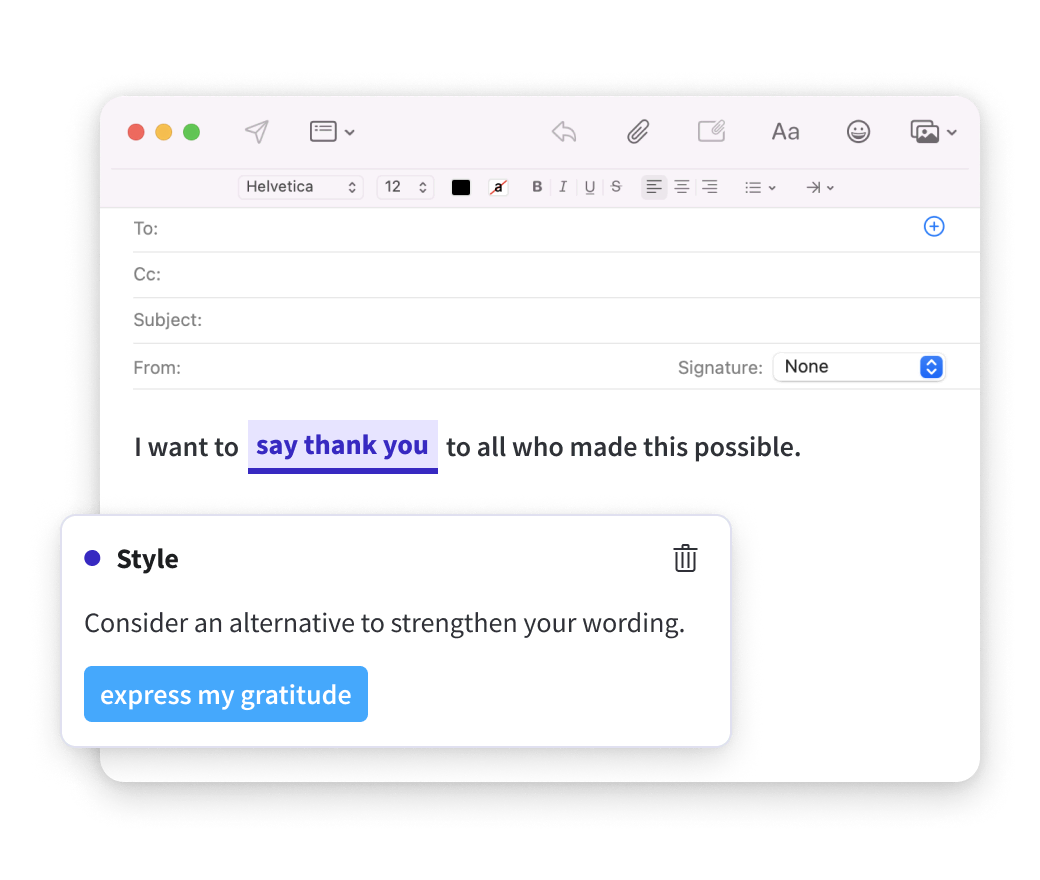 Aa
Helvetica 12 a B I U S
To:
Cc:
Subject:
From: Signature: None
I want to say thank you to all who made this possible.
Style
Consider an alternative to strengthen your wording.
express my gratitude